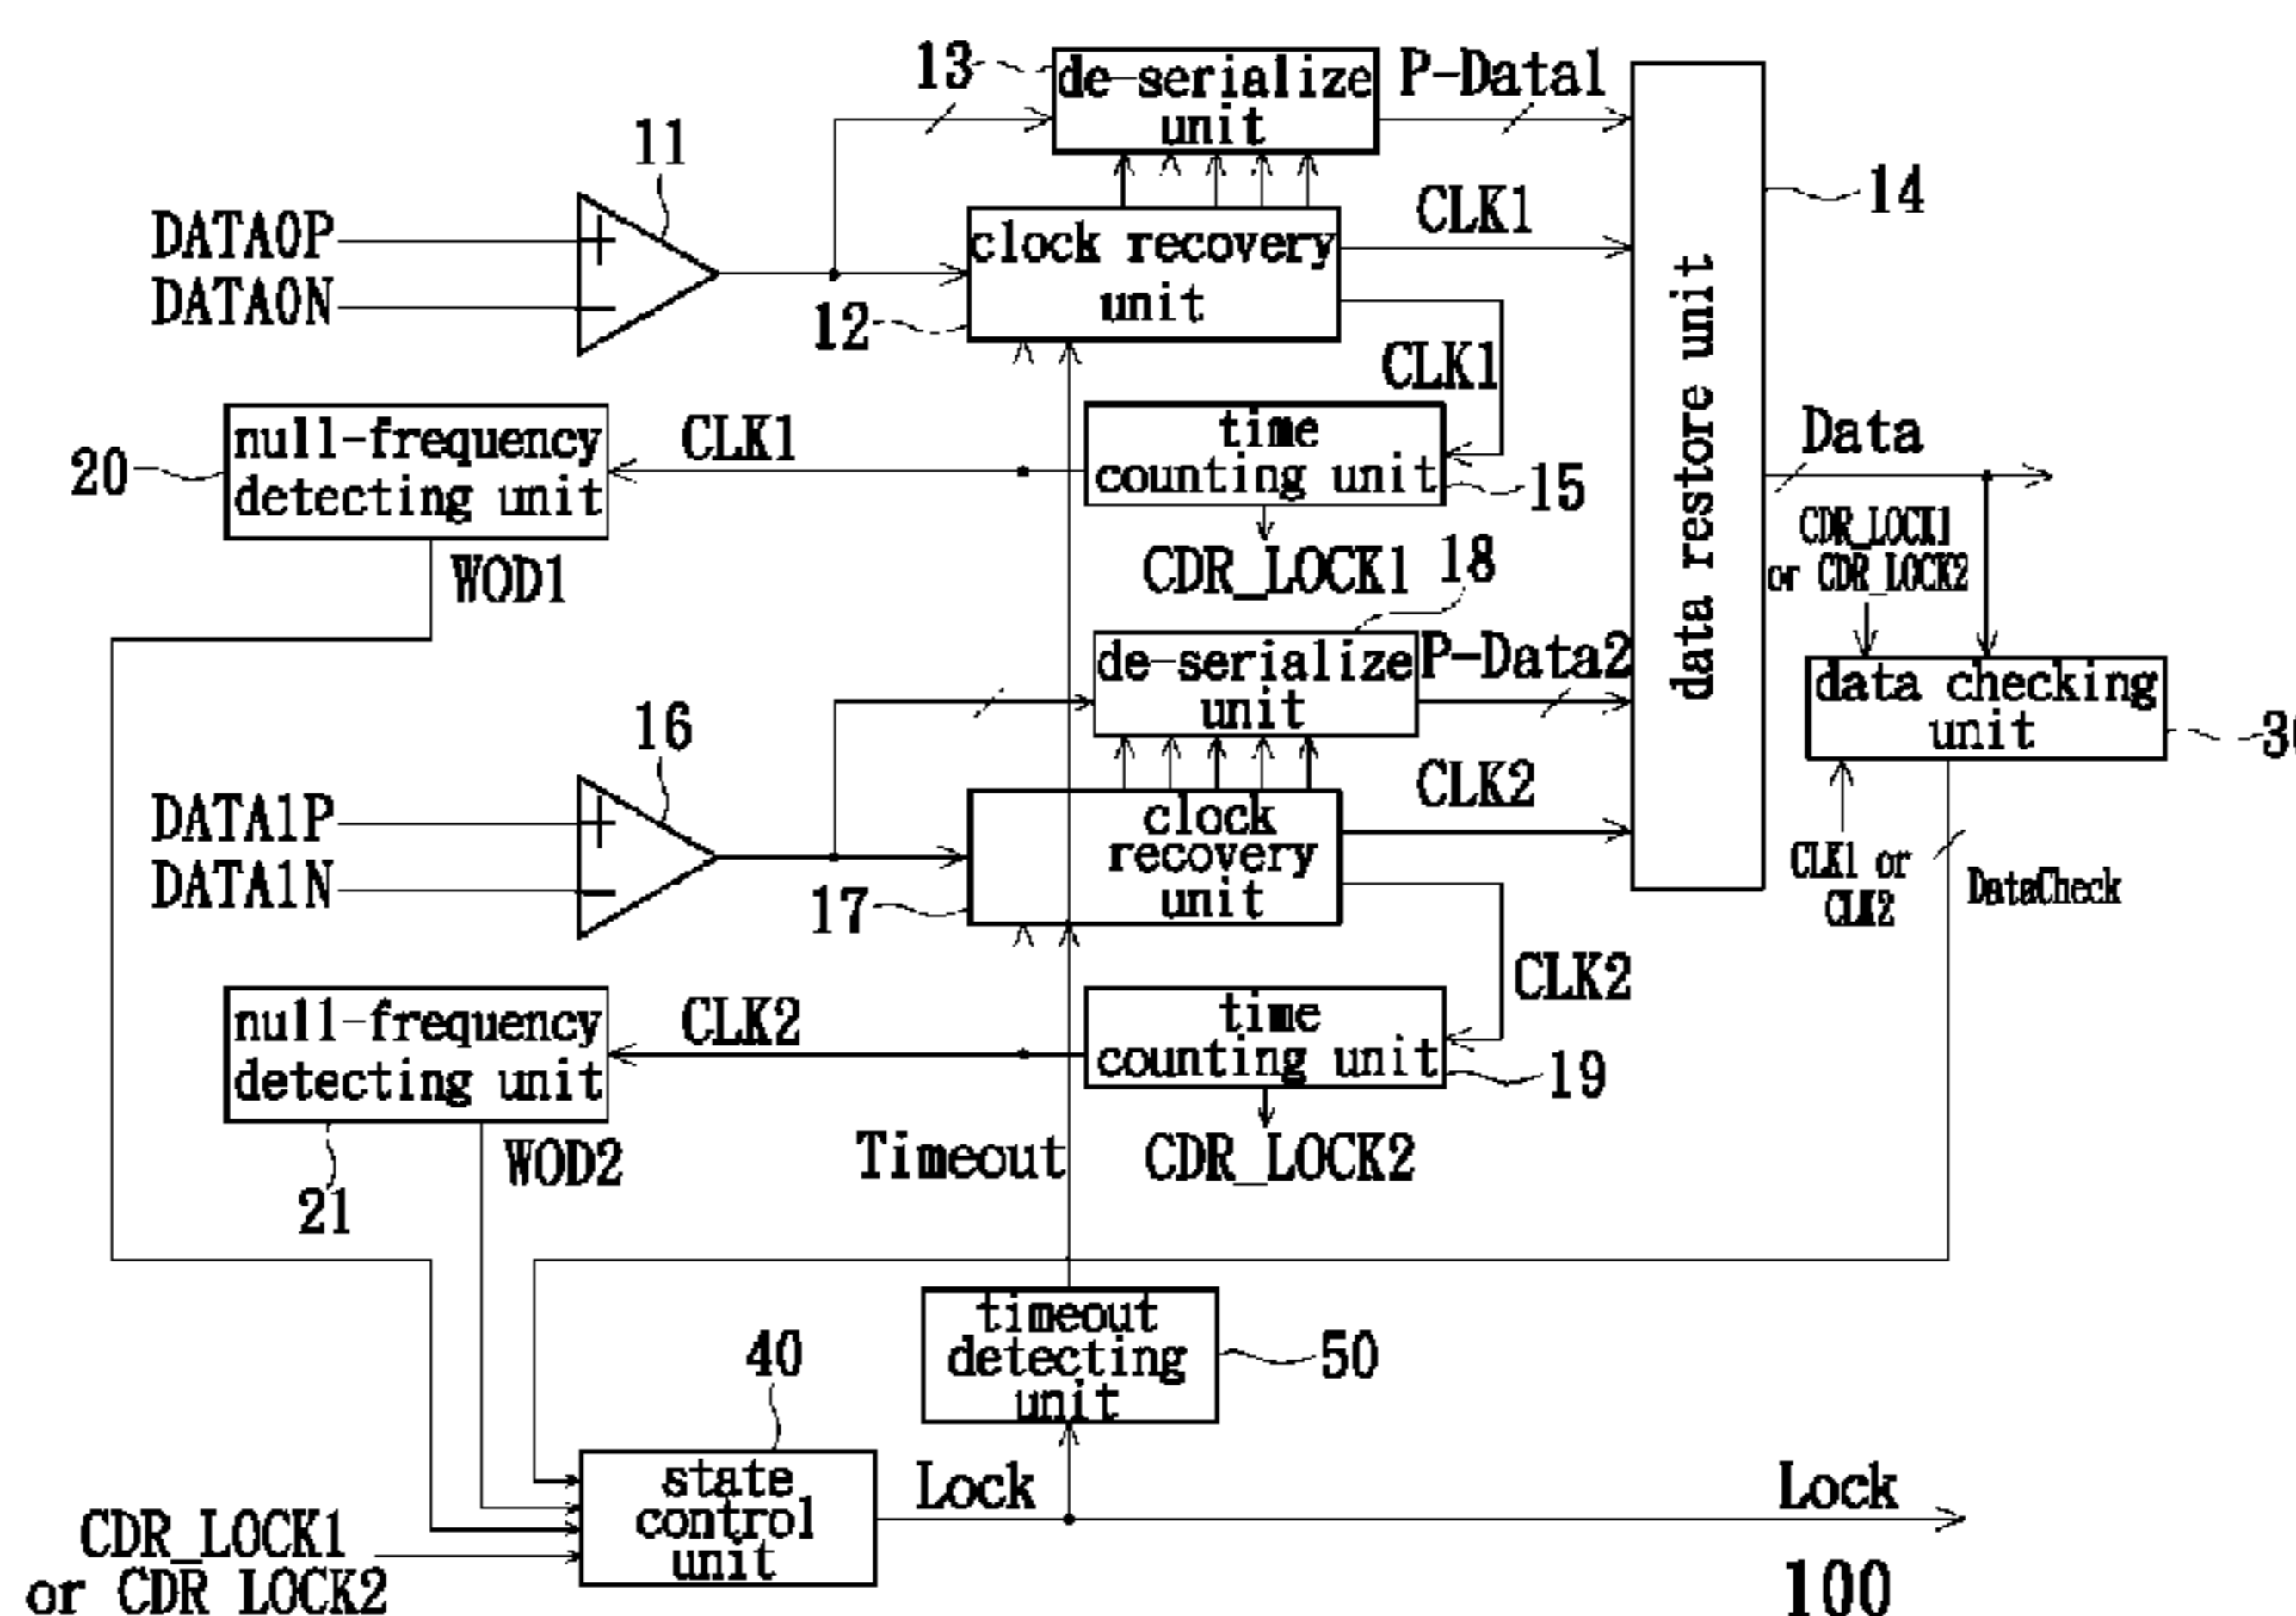 13
de-serialize
unit
P-Data1
11
DATA0P
DATA0N
12
clock recovery
unit
CLK1
14
CLK1
data restore unit
20
null-frequency
detecting unit
CLK1
time
counting unit
15
Data
CDR_LOCK1
or CDR_LOCK2
WOD1
CDR_LOCK1
18
de-serialize
unit
P-Data2
data checking
unit
16
DATA1P
DATA1N
17
clock
recovery
unit
CLK2
CLK1 or
CLK2
DataCheck
CLK2
null-frequency
detecting unit
CLK2
time
counting unit
19
21
WOD2
Timeout
CDR_LOCK2
timeout
detecting
unit
50
40
state
control
unit
Lock
Lock
CDR_LOCK1
or CDR LOCK2
100